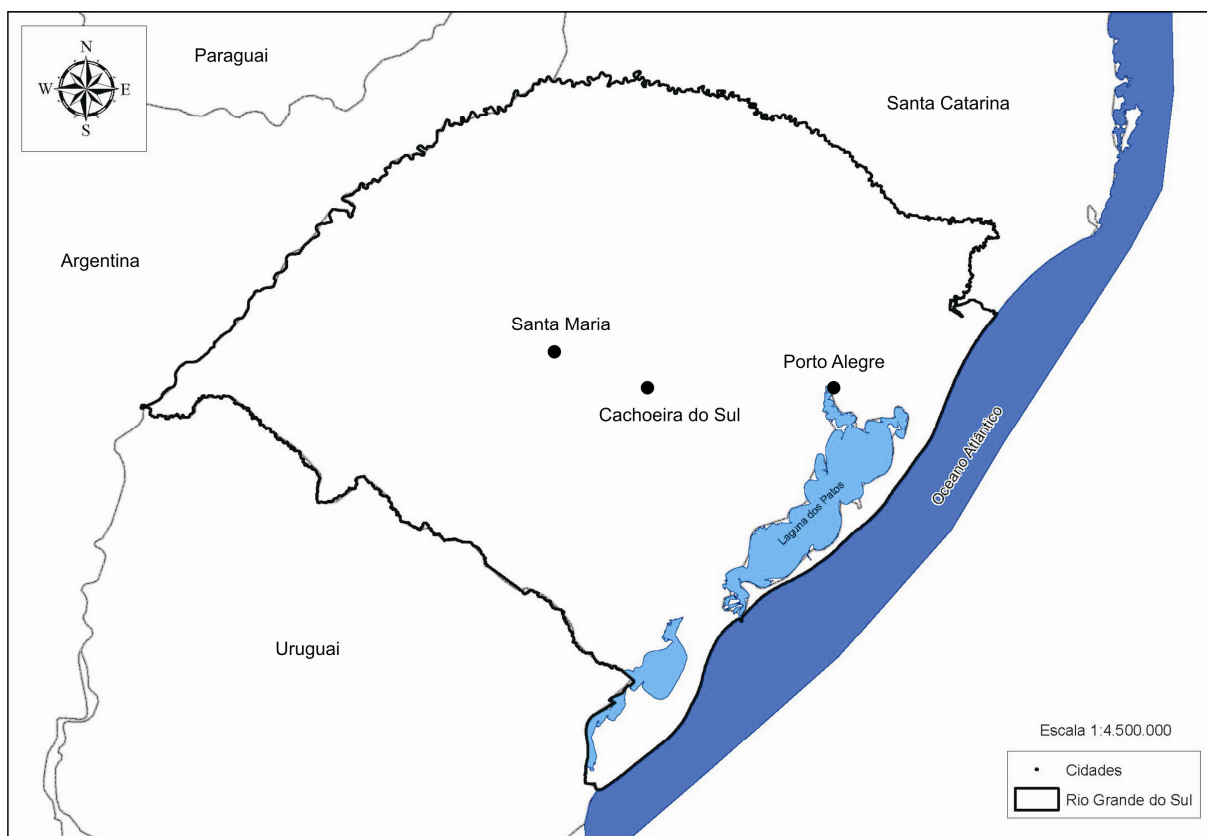 N
Paraguai
W
E
Santa Catarina
S
Argentina
Santa Maria
Porto Alegre
Cachoeira do Sul
Oceano Atlântico
Laguna dos Patos
Uruguai
Escala 1:4.500.000
Cidades
Rio Grande do Sul